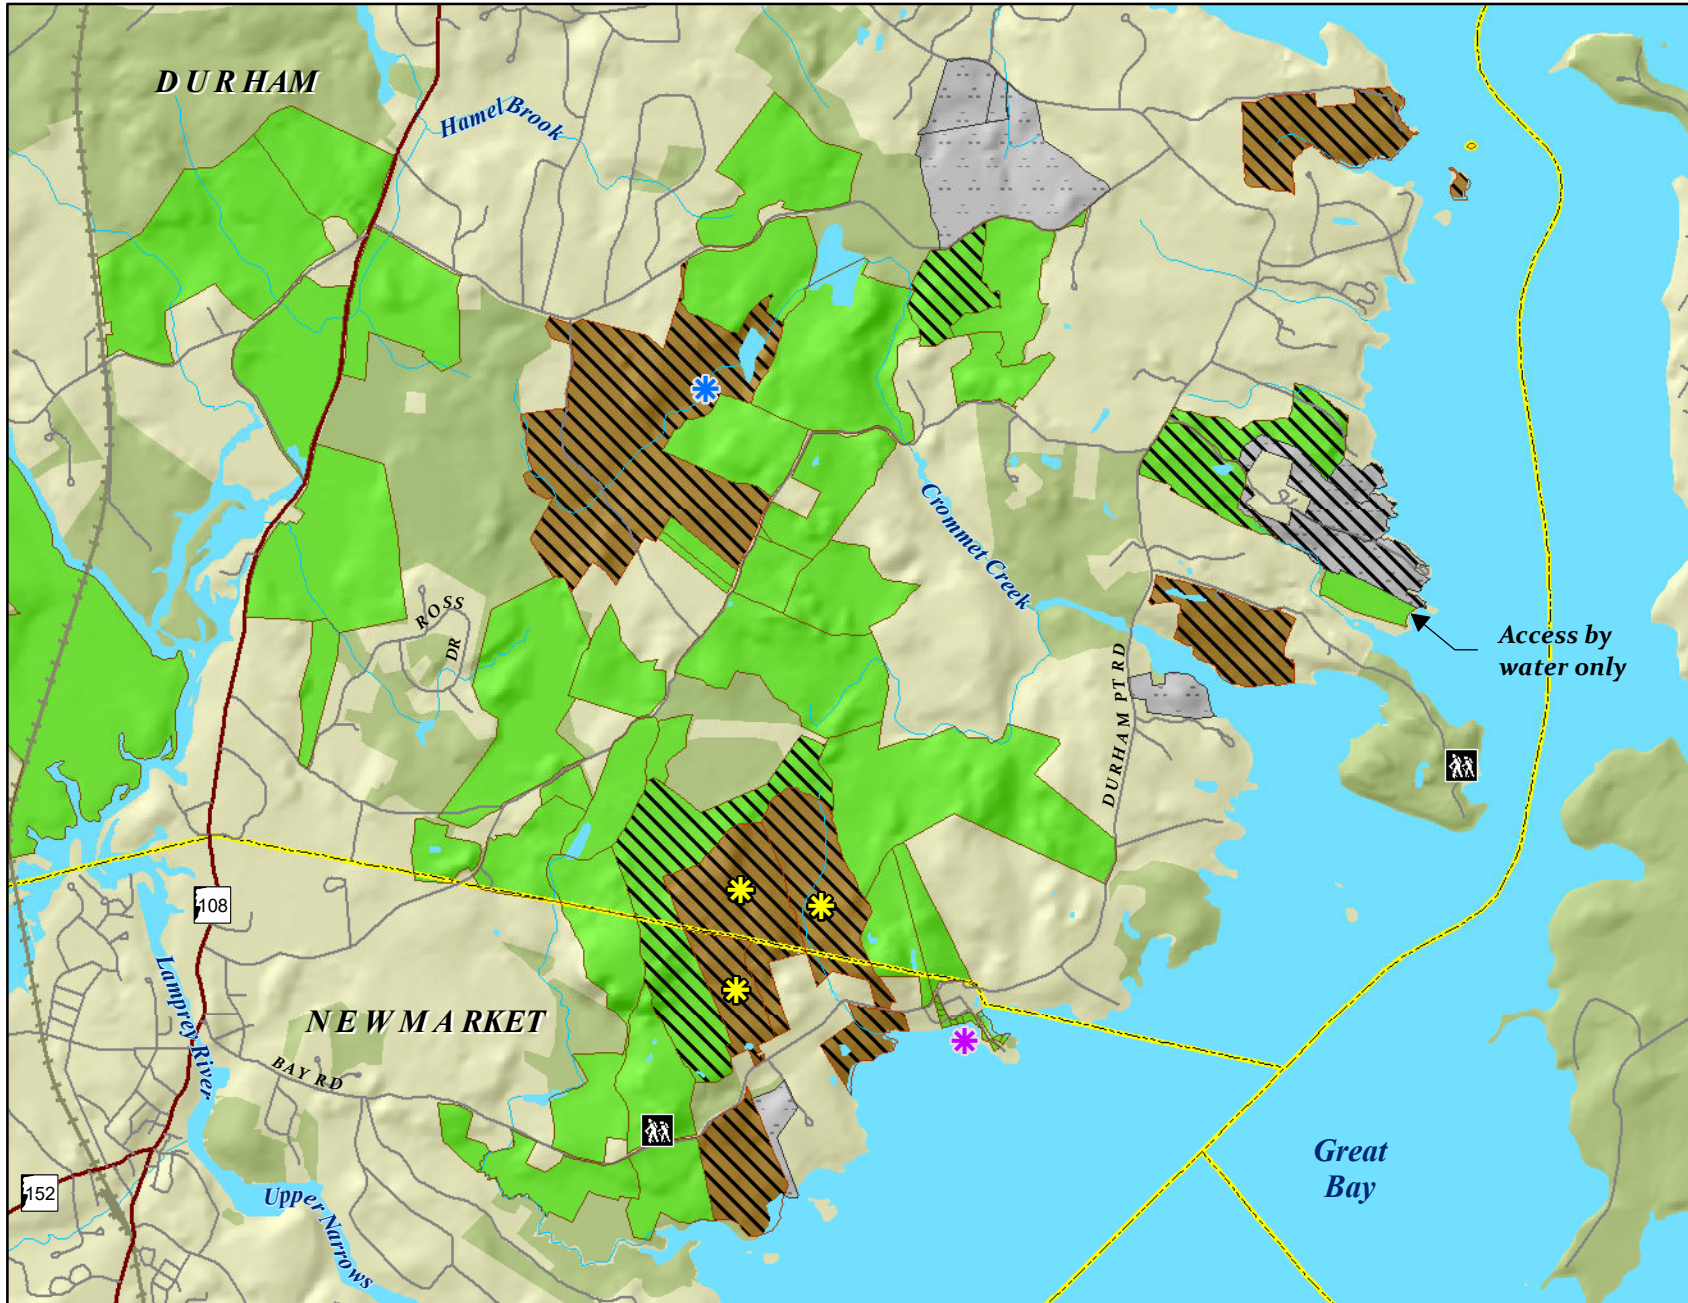 DURHAM
Hamel Brook
Crommet Creek
ROSS
DR
DURHAM PT RD
Access by
water only
108
Lamprey River
NEWMARKET
BAY RD
152
Upper Narrows
Great
Bay